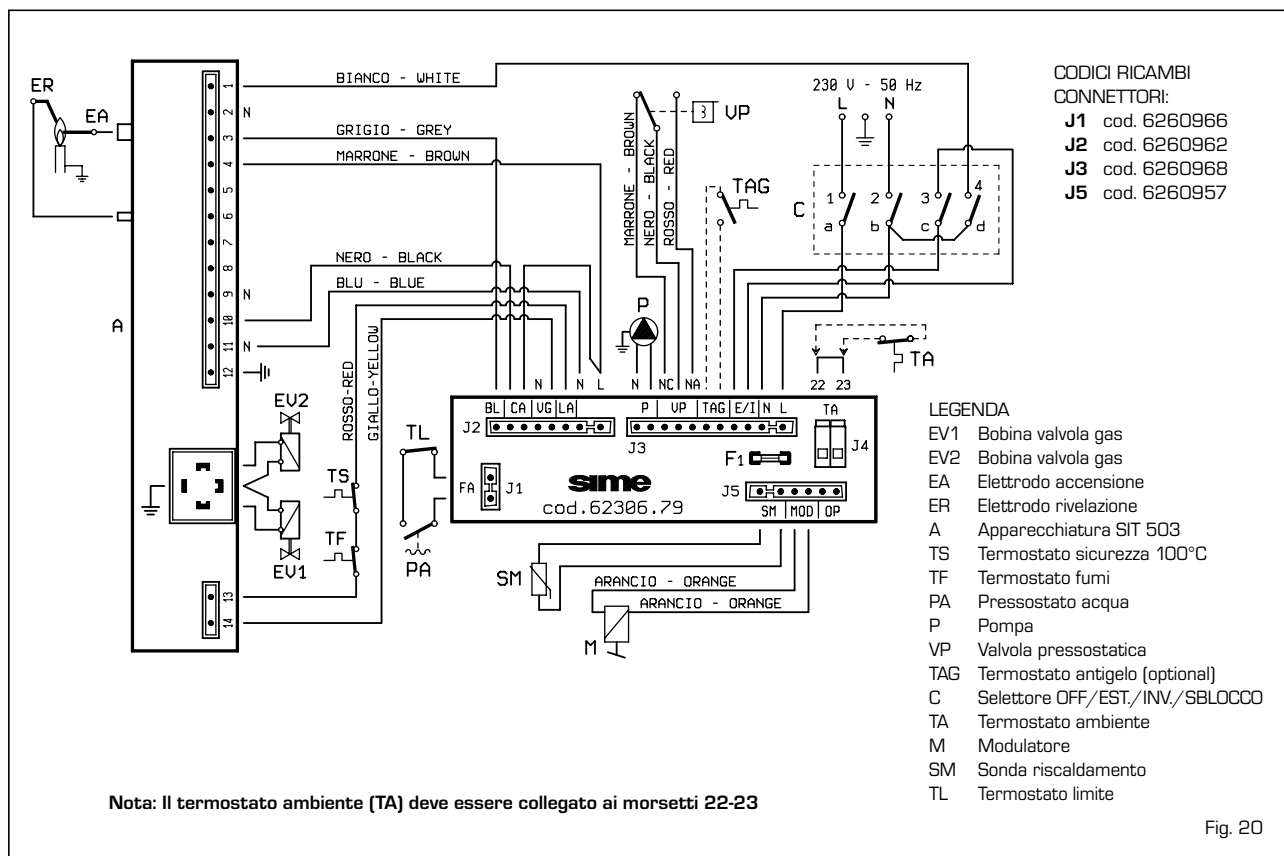 ER
EA
BIANCO - WHITE
GRIGIO - GREY
MARRONE - BROWN
NERO - BLACK
BLU - BLUE
1
2
3
4
5
6
7
8
9
10
11
12
13
14
N
N
N
A
EV2
EV1
ROSSO-RED
GIALLO-YELLOW
TS
TF
TL
PA
MARRONE - BROWN
NERO - BLACK
ROSSO - RED
VP
TAG
P
230 V - 50 Hz
L
N
C
1
2
3
4
a
b
c
d
TA
22 23
N
N
L
N
NC
NA
BL CA VG LA
J2
P VP TAG E/I N L
J3
TA
J4
F1
FA
J1
sime
cod.62306.79
J5
SM MOD OP
SM
ARANCIO - ORANGE
ARANCIO - ORANGE
M
CODICI RICAMBI
CONNETTORI:
J1 cod. 6260966
J2 cod. 6260962
J3 cod. 6260968
J5 cod. 6260957
LEGENDA
EV1 Bobina valvola gas
EV2 Bobina valvola gas
EA Elettrodo accensione
ER Elettrodo rivelazione
A Apparecchiatura SIT 503
TS Termostato sicurezza 100°C
TF Termostato fumi
PA Pressostato acqua
P Pompa
VP Valvola pressostatica
TAG Termostato antigelo (optional)
C Selettore OFF/EST./INV./SBLOCCO
TA Termostato ambiente
M Modulatore
SM Sonda riscaldamento
TL Termostato limite
Nota: Il termostato ambiente (TA) deve essere collegato ai morsetti 22-23
Fig. 20